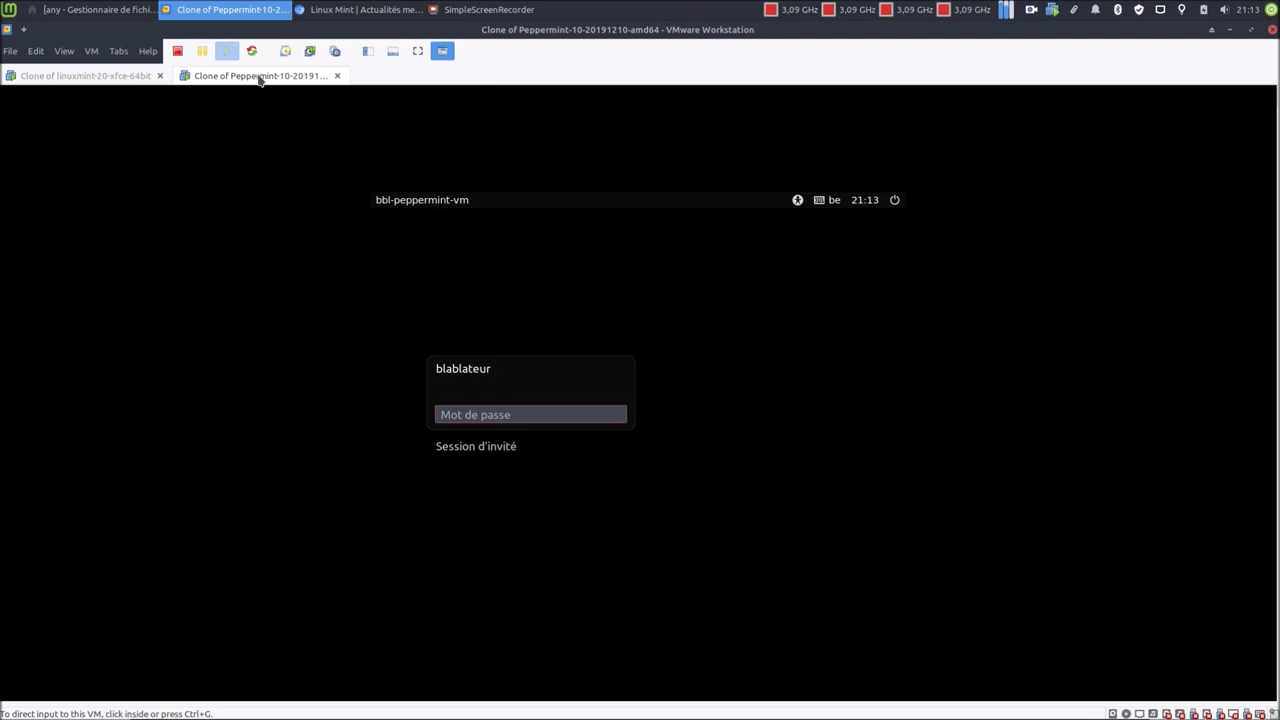 [any - Gestionnaire de fichi... Clone of Peppermint-10-2... Linux Mint | Actualités me... SimpleScreenRecorder 3,09 GHz 3,09 GHz 3,09 GHz 3,09 GHz 21:13
Clone of Peppermint-10-20191210-amd64 - VMware Workstation
File Edit View VM Tabs Help
Clone of linuxmint-20-xfce-64bit Clone of Peppermint-10-20191...
bbl-peppermint-vm be 21:13
blablateur
Mot de passe
Session d'invité
To direct input to this VM, click inside or press Ctrl+G.